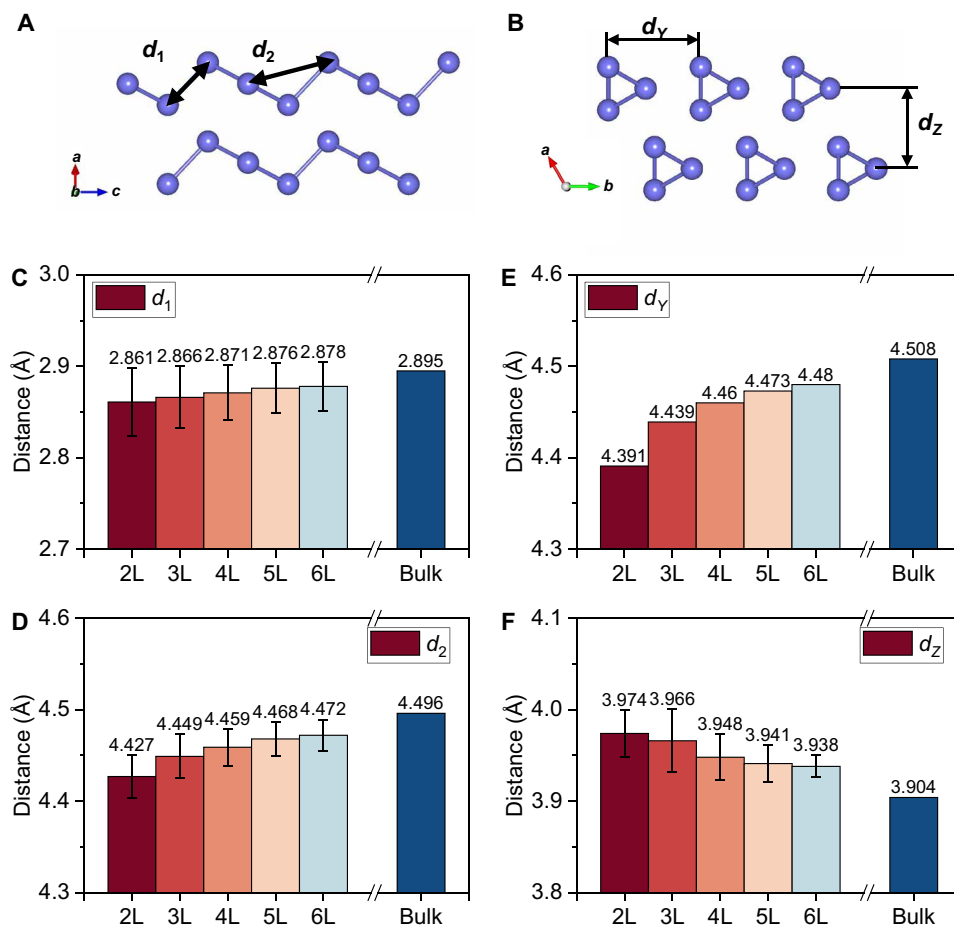 A
d1
d2
a
b
c
B
dY
dZ
a
b
C
Distance (Å)
3.0
2.9
2.8
2.7
d1
2.861
2.866
2.871
2.876
2.878
2.895
2L 3L 4L 5L 6L Bulk
E
Distance (Å)
4.6
4.5
4.4
4.3
dY
4.391
4.439
4.46
4.473
4.48
4.508
2L 3L 4L 5L 6L Bulk
D
Distance (Å)
4.6
4.5
4.4
4.3
d2
4.427
4.449
4.459
4.468
4.472
4.496
2L 3L 4L 5L 6L Bulk
F
Distance (Å)
4.1
4.0
3.9
3.8
dZ
3.974
3.966
3.948
3.941
3.938
3.904
2L 3L 4L 5L 6L Bulk